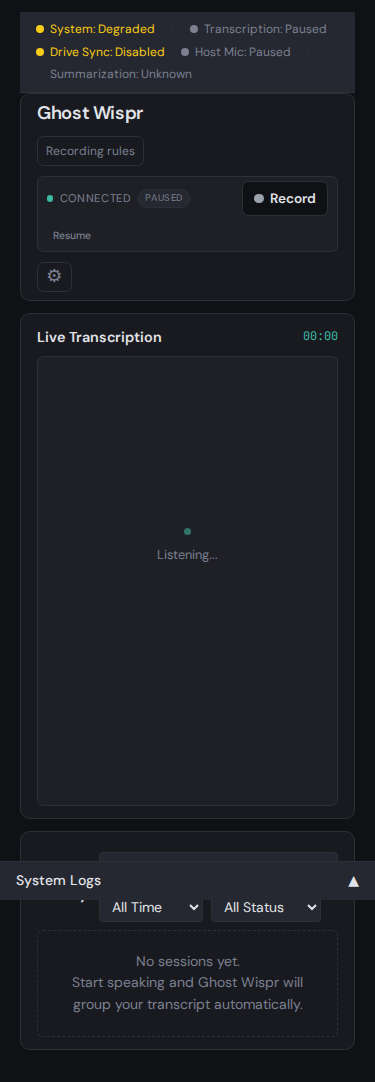 System: Degraded
Transcription: Paused
Drive Sync: Disabled
Host Mic: Paused
Summarization: Unknown
Ghost Wispr
Recording rules
CONNECTED
PAUSED
Record
Resume
Live Transcription
00:00
Listening...
System Logs
All Time
All Status
No sessions yet.
Start speaking and Ghost Wispr will
group your transcript automatically.